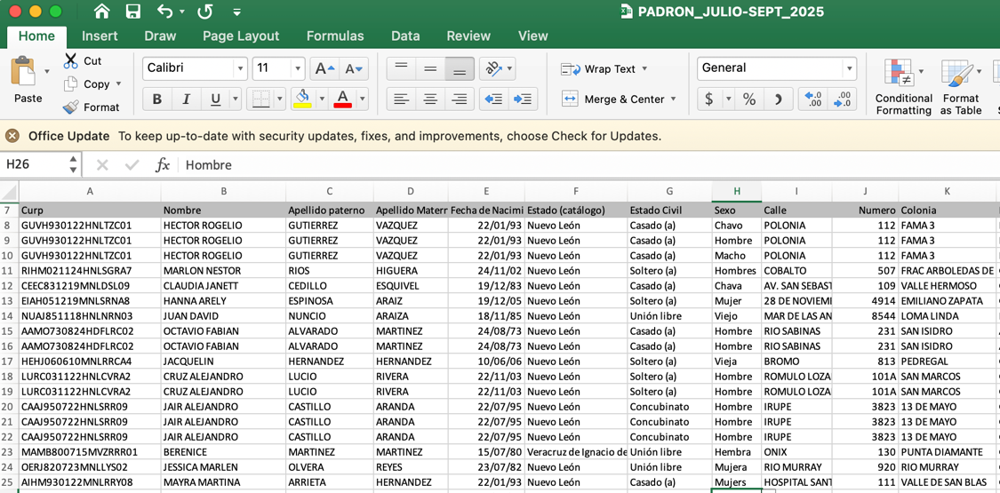 PADRON_JULIO-SEPT_2025
Home Insert Draw Page Layout Formulas Data Review View
Paste
Cut
Copy
Format
Calibri 11 A A
B I U A
Wrap Text
Merge & Center
General
$ %
Conditional Formatting
Format as Table
Office Update To keep up-to-date with security updates, fixes, and improvements, choose Check for Updates.
H26 fx Hombre
A B C D E F G H I J K
7 Curp Nombre Apellido paterno Apellido Materr Fecha de Nacimi Estado (catálogo) Estado Civil Sexo Calle Numero Colonia
8 GUVH930122HNLTZC01 HECTOR ROGELIO GUTIERREZ VAZQUEZ 22/01/93 Nuevo León Casado (a) Chavo POLONIA 112 FAMA 3
9 GUVH930122HNLTZC01 HECTOR ROGELIO GUTIERREZ VAZQUEZ 22/01/93 Nuevo León Casado (a) Hombre POLONIA 112 FAMA 3
10 GUVH930122HNLTZC01 HECTOR ROGELIO GUTIERREZ VAZQUEZ 22/01/93 Nuevo León Casado (a) Macho POLONIA 112 FAMA 3
11 RIHM021124HNLSGRA7 MARLON NESTOR RIOS HIGUERA 24/11/02 Nuevo León Soltero (a) Hombres COBALTO 507 FRAC ARBOLEDAS DE
12 CEEC831219MNLDSL09 CLAUDIA JANETT CEDILLO ESQUIVEL 19/12/83 Nuevo León Casado (a) Chava AV. SAN SEBAST 109 VALLE HERMOSO
13 EIAH051219MNLSRNA8 HANNA ARELY ESPINOSA ARAIZ 19/12/05 Nuevo León Soltero (a) Mujer 28 DE NOVIEMI 4914 EMILIANO ZAPATA
14 NUAJ851118HNLNRN03 JUAN DAVID NUNCIO ARAIZA 18/11/85 Nuevo León Unión libre Viejo MAR DE LAS AN 8544 LOMA LINDA
15 AAMO730824HDFLRC02 OCTAVIO FABIAN ALVARADO MARTINEZ 24/08/73 Nuevo León Casado (a) Hombre RIO SABINAS 231 SAN ISIDRO
16 AAMO730824HDFLRC02 OCTAVIO FABIAN ALVARADO MARTINEZ 24/08/73 Nuevo León Casado (a) Hombre RIO SABINAS 231 SAN ISIDRO
17 HEHJ060610MNLRRCA4 JACQUELIN HERNANDEZ HERNANDEZ 10/06/06 Nuevo León Soltero (a) Vieja BROMO 813 PEDREGAL
18 LURC031122HNLCVRA2 CRUZ ALEJANDRO LUCIO RIVERA 22/11/03 Nuevo León Soltero (a) Hombre ROMULO LOZA 101A SAN MARCOS
19 LURC031122HNLCVRA2 CRUZ ALEJANDRO LUCIO RIVERA 22/11/03 Nuevo León Soltero (a) Hombre ROMULO LOZA 101A SAN MARCOS
20 CAAJ950722HNLSRR09 JAIR ALEJANDRO CASTILLO ARANDA 22/07/95 Nuevo León Concubinato Hombre IRUPE 3823 13 DE MAYO
21 CAAJ950722HNLSRR09 JAIR ALEJANDRO CASTILLO ARANDA 22/07/95 Nuevo León Concubinato Hombre IRUPE 3823 13 DE MAYO
22 CAAJ950722HNLSRR09 JAIR ALEJANDRO CASTILLO ARANDA 22/07/95 Nuevo León Concubinato Hombre IRUPE 3823 13 DE MAYO
23 MAMB800715MVZRRR01 BERENICE MARTINEZ MARTINEZ 15/07/80 Veracruz de Ignacio de Unión libre Hembra ONIX 130 PUNTA DIAMANTE
24 OERJ820723MNLLYS02 JESSICA MARLEN OLVERA REYES 23/07/82 Nuevo León Unión libre Mujera RIO MURRAY 920 RIO MURRAY
25 AIHM930122MNLRRY08 MAYRA MARTINA ARRIETA HERNANDEZ 22/01/93 Nuevo León Casado (a) Mujers HOSPITAL SANT 111 VALLE DE SAN BLAS